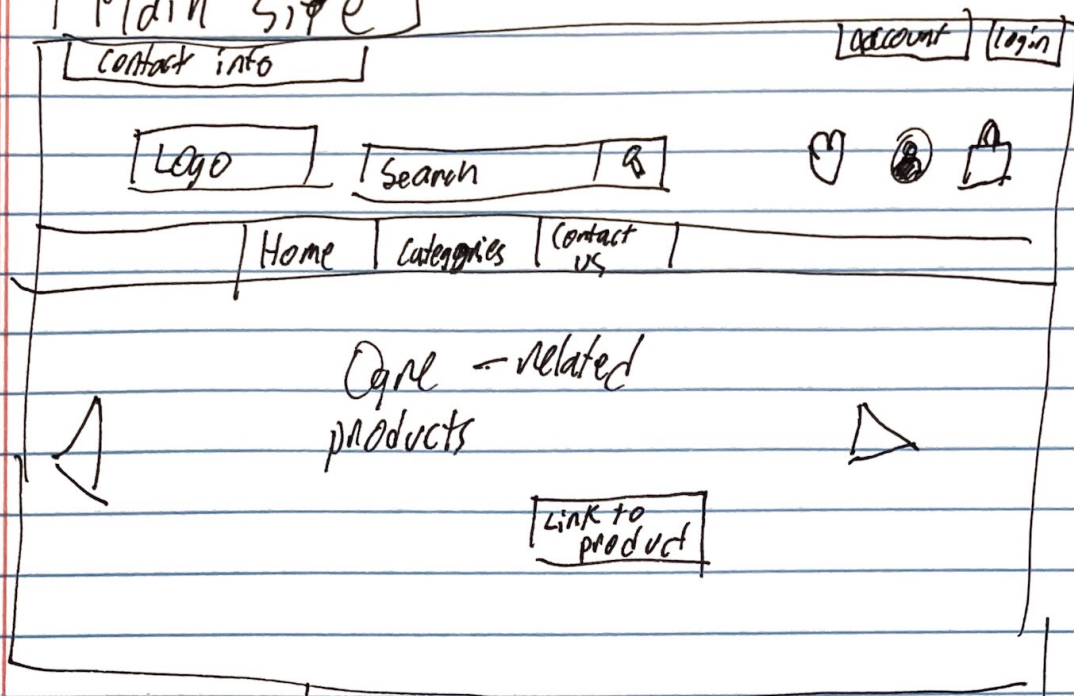 Main Site
contact info
account
login
Logo
Search
Home
Categories
Contact
us
Care - related
products
Link to
product